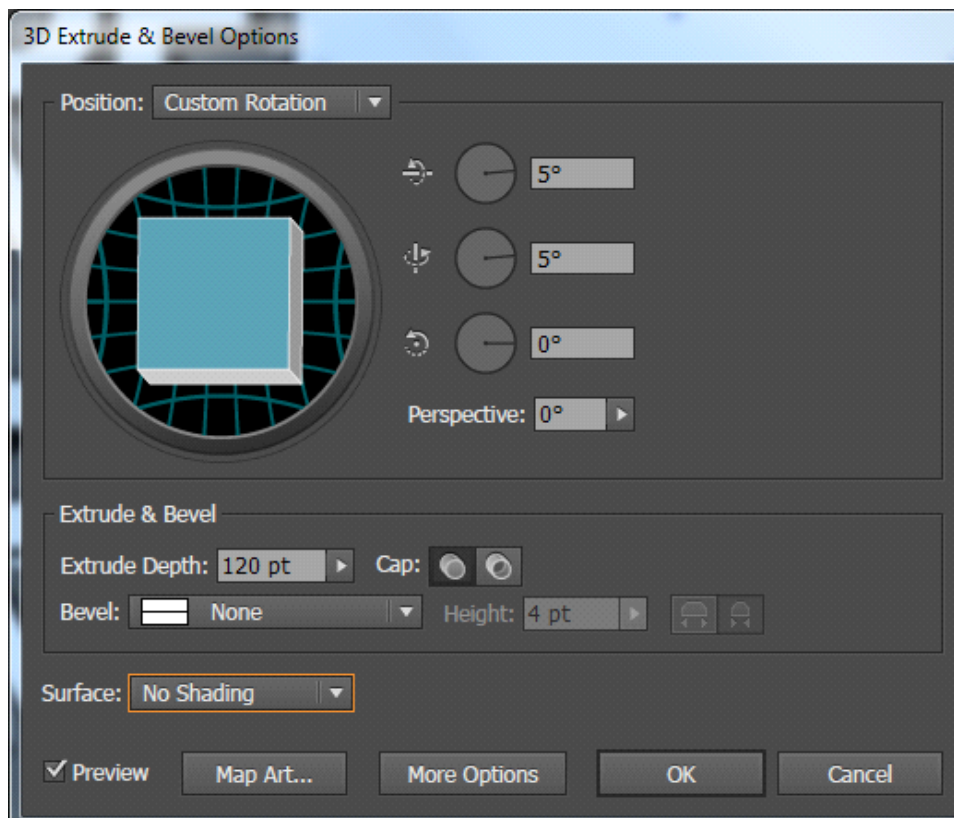 3D Extrude & Bevel Options
Position: Custom Rotation
5°
5°
0°
Perspective: 0°
Extrude & Bevel
Extrude Depth: 120 pt Cap:
Bevel: None Height: 4 pt
Surface: No Shading
Preview Map Art... More Options OK Cancel